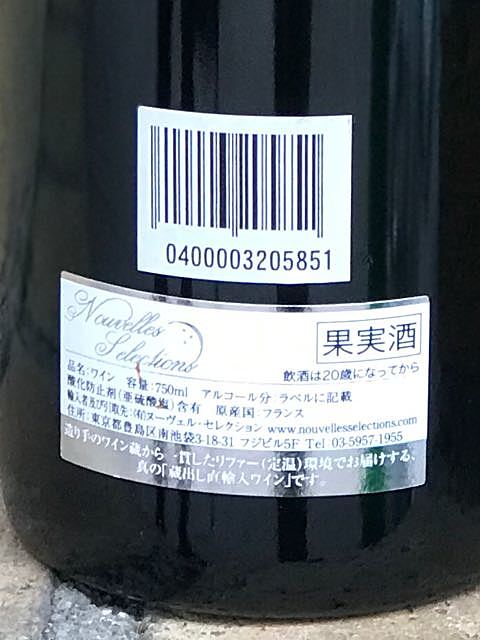 0400003205851
Nouvelles
Selections
果実酒
飲酒は20歳になってから
品名:ワイン 容量:750ml アルコール分:ラベルに記載
酸化防止剤(亜硫酸塩)含有 原産国:フランス
輸入者及び引取先:(有)ヌーヴェル・セレクション www.nouvellesselections.com
住所:東京都豊島区南池袋3-18-31 フジビル5F Tel 03-5957-1955
造り手のワイン蔵から一貫したリファー(定温)環境でお届けする、
真の「蔵出し直輸入ワイン」です。